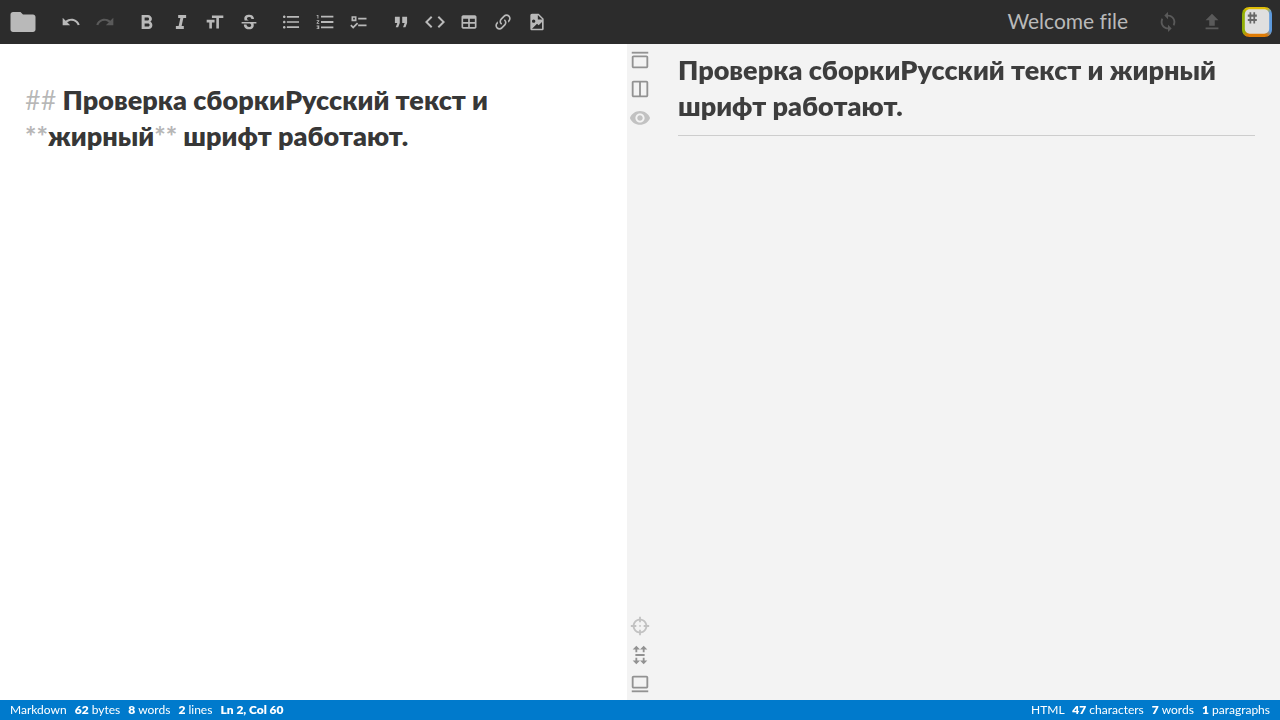 Welcome file
## Проверка сборкиРусский текст и
**жирный** шрифт работают.
Проверка сборкиРусский текст и жирный
шрифт работают.
Markdown 62 bytes 8 words 2 lines Ln 2, Col 60
HTML 47 characters 7 words 1 paragraphs